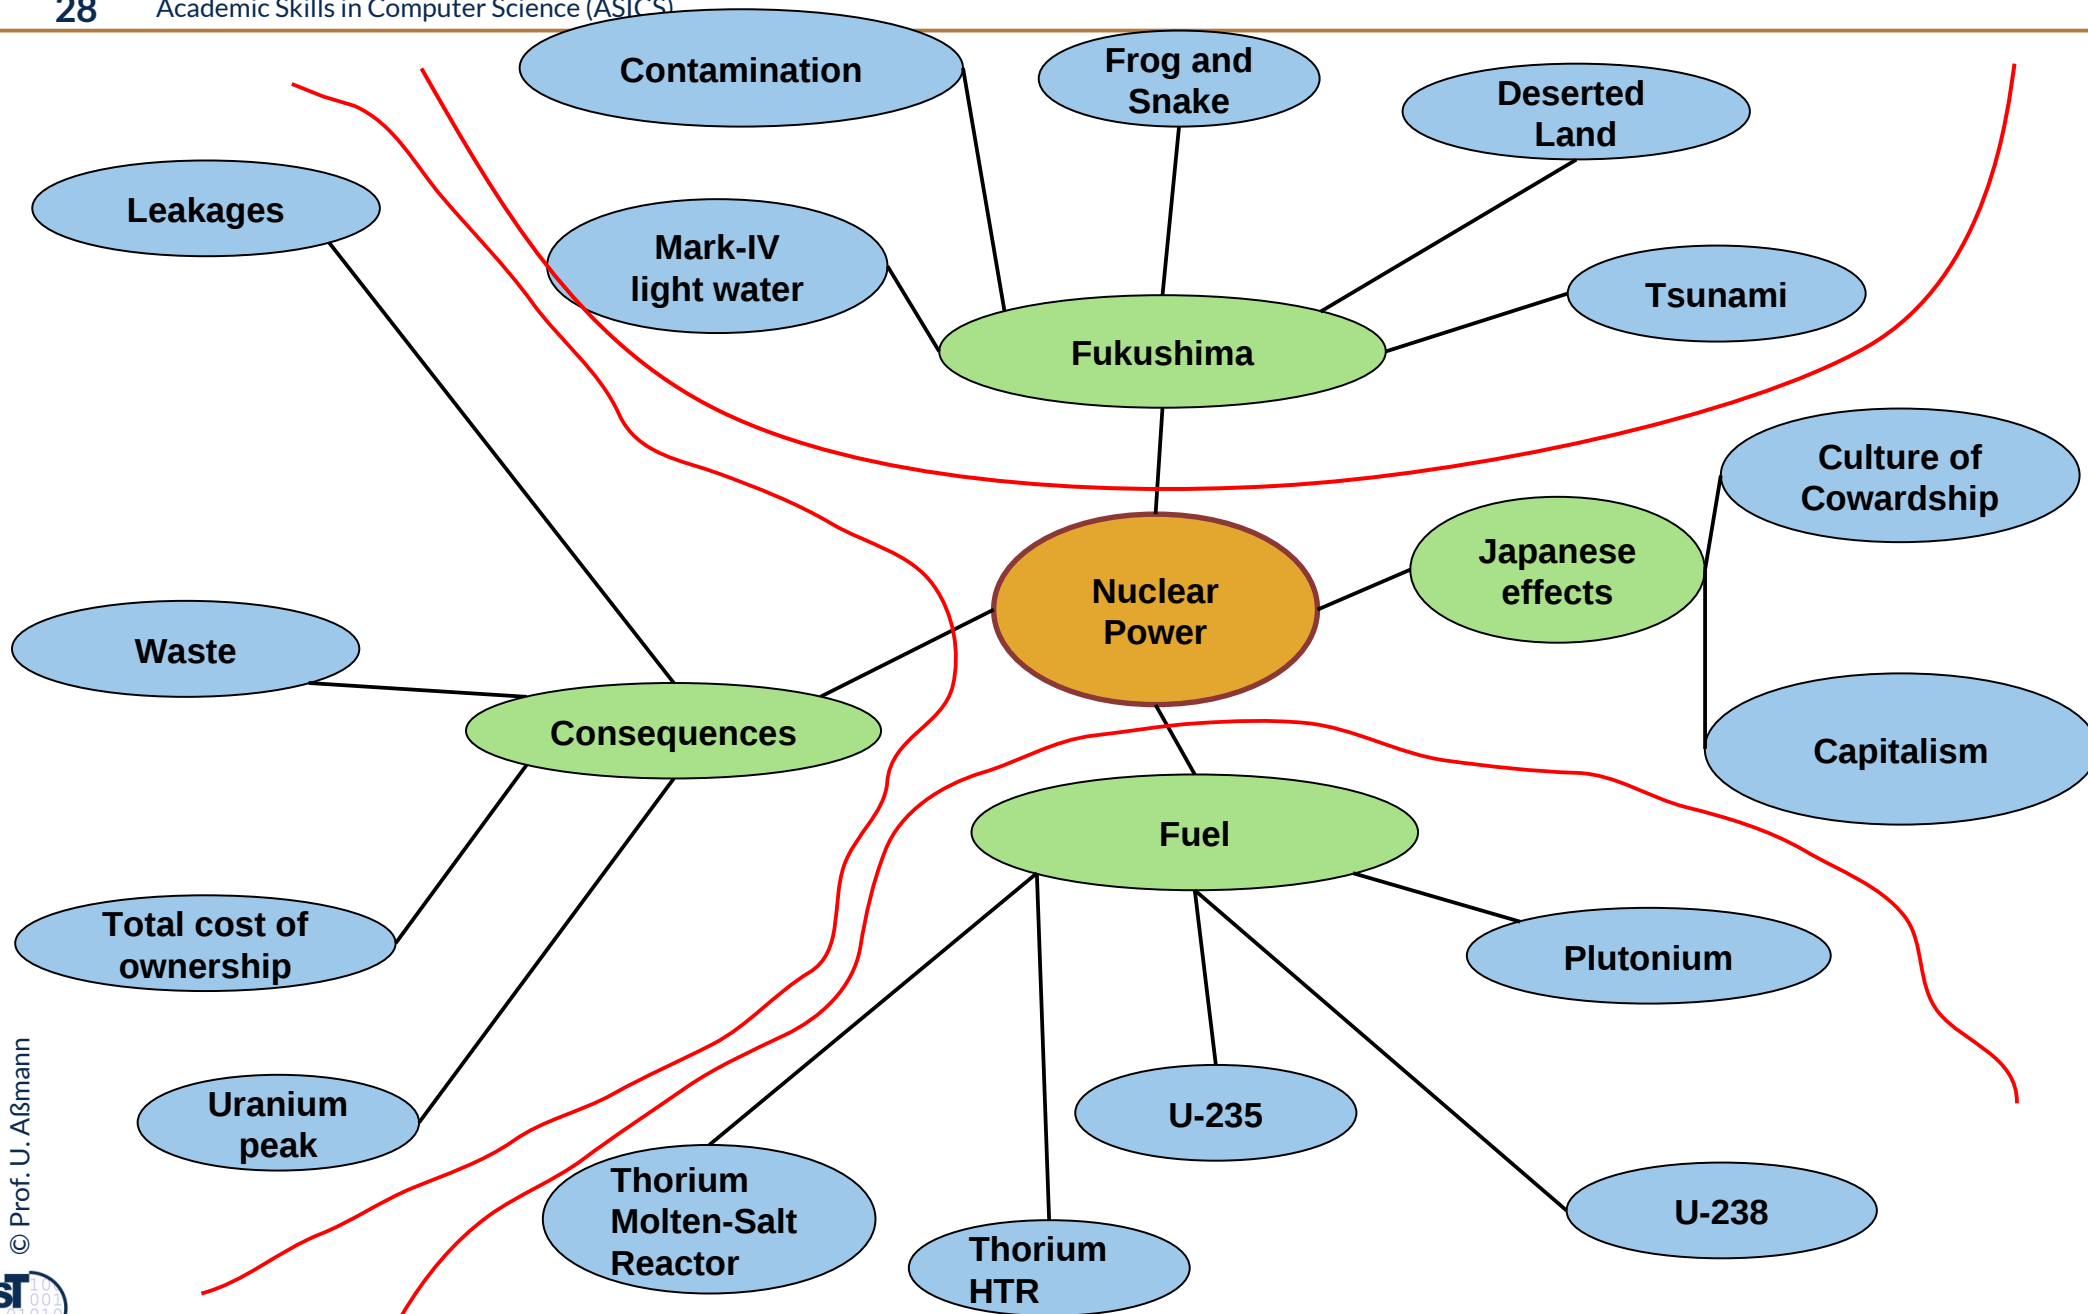 28 Academic Skills in Computer Science (ASICS)
Contamination
Frog and
Snake
Deserted
Land
Leakages
Mark-IV
light water
Tsunami
Fukushima
Culture of
Cowardship
Japanese
effects
Nuclear
Power
Waste
Consequences
Capitalism
Fuel
Total cost of
ownership
Plutonium
Uranium
peak
U-235
Thorium
Molten-Salt
Reactor
U-238
Thorium
HTR
© Prof. U. Aßmann